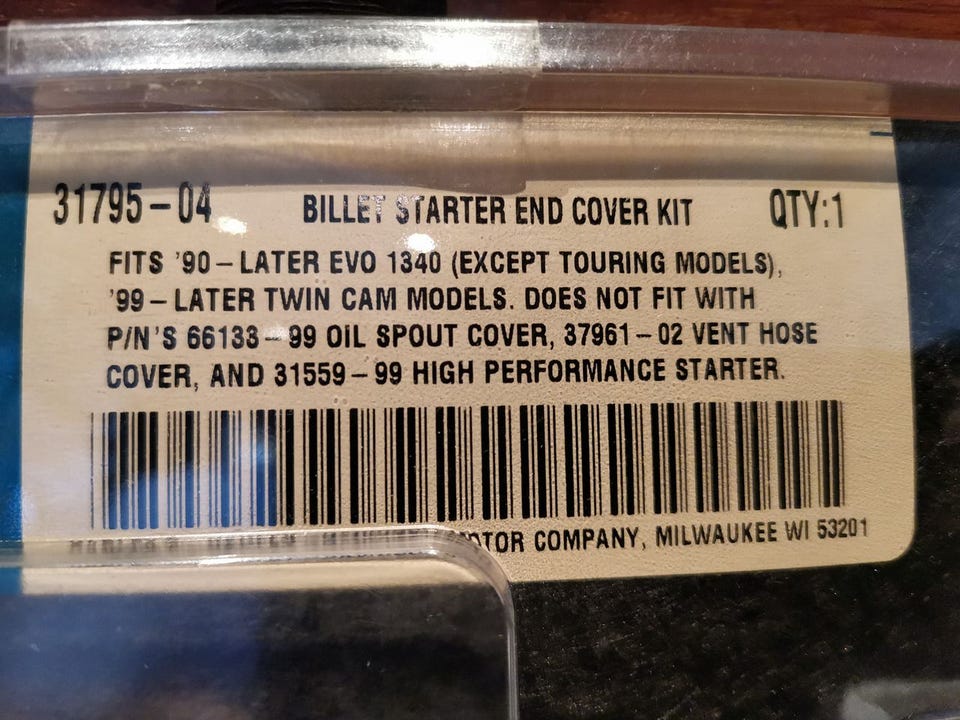 31795-04 BILLET STARTER END COVER KIT QTY:1
FITS '90-LATER EVO 1340 (EXCEPT TOURING MODELS),
'99-LATER TWIN CAM MODELS. DOES NOT FIT WITH
P/N'S 66133-99 OIL SPOUT COVER, 37961-02 VENT HOSE
COVER, AND 31559-99 HIGH PERFORMANCE STARTER.
MOTOR COMPANY, MILWAUKEE WI 53201